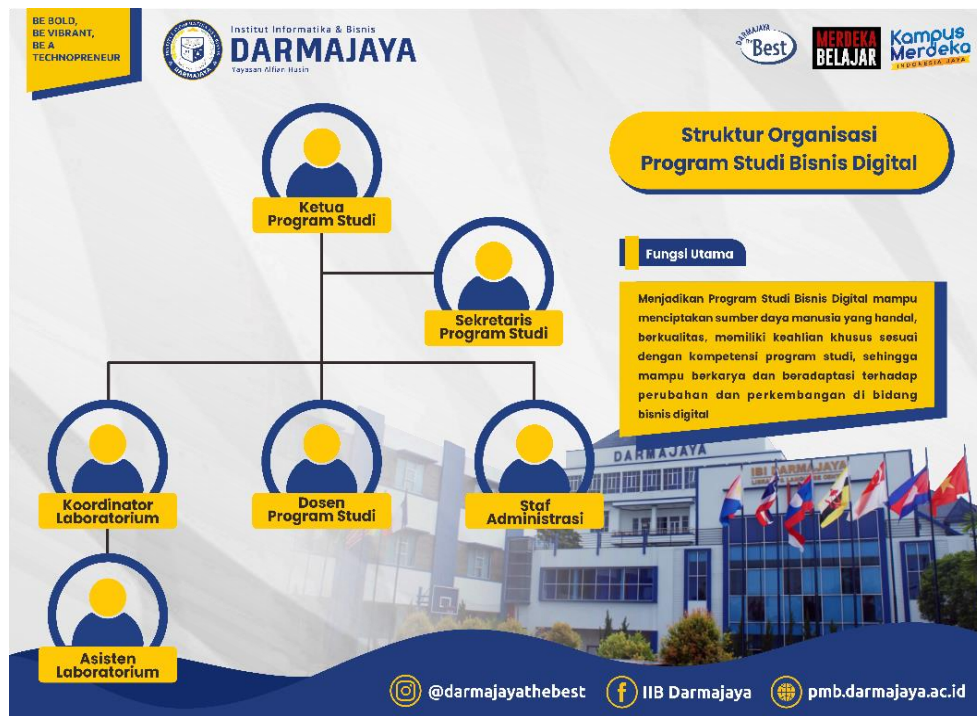 BE BOLD,
BE VIBRANT,
BE A
TECHNOPRENEUR
Institut Informatika & Bisnis
DARMAJAYA
Yayasan Alfian Husin
DARMAJAYA
The Best
MERDEKA
BELAJAR
Kampus
Merdeka
INDONESIA JAYA
Struktur Organisasi
Program Studi Bisnis Digital
Ketua
Program Studi
Sekretaris
Program Studi
Koordinator
Laboratorium
Dosen
Program Studi
Staf
Administrasi
Asisten
Laboratorium
Fungsi Utama
Menjadikan Program Studi Bisnis Digital mampu
menciptakan sumber daya manusia yang handal,
berkualitas, memiliki keahlian khusus sesuai
dengan kompetensi program studi, sehingga
mampu berkarya dan beradaptasi terhadap
perubahan dan perkembangan di bidang
bisnis digital
DARMAJAYA
IBI DARMAJAYA
@darmajayathebest
IIB Darmajaya
pmb.darmajaya.ac.id